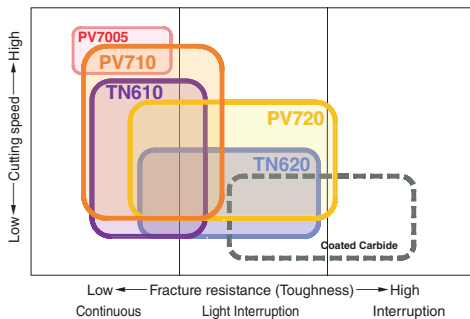 PV7005
PV710
TN610
PV720
TN620
Coated Carbide
Low ← Cutting speed → High
Low ← Fracture resistance (Toughness) → High
Continuous Light Interruption Interruption